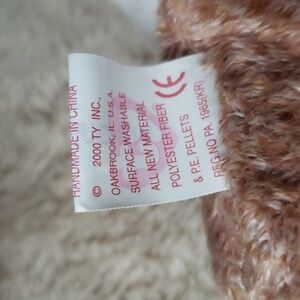 HANDMADE IN CHINA
© 2000 TY INC.,
OAKBROOK, IL. U.S.A.
SURFACE WASHABLE
ALL NEW MATERIAL
POLYESTER FIBER
& P.E. PELLETS CE
REG NO PA. 1965(KR)